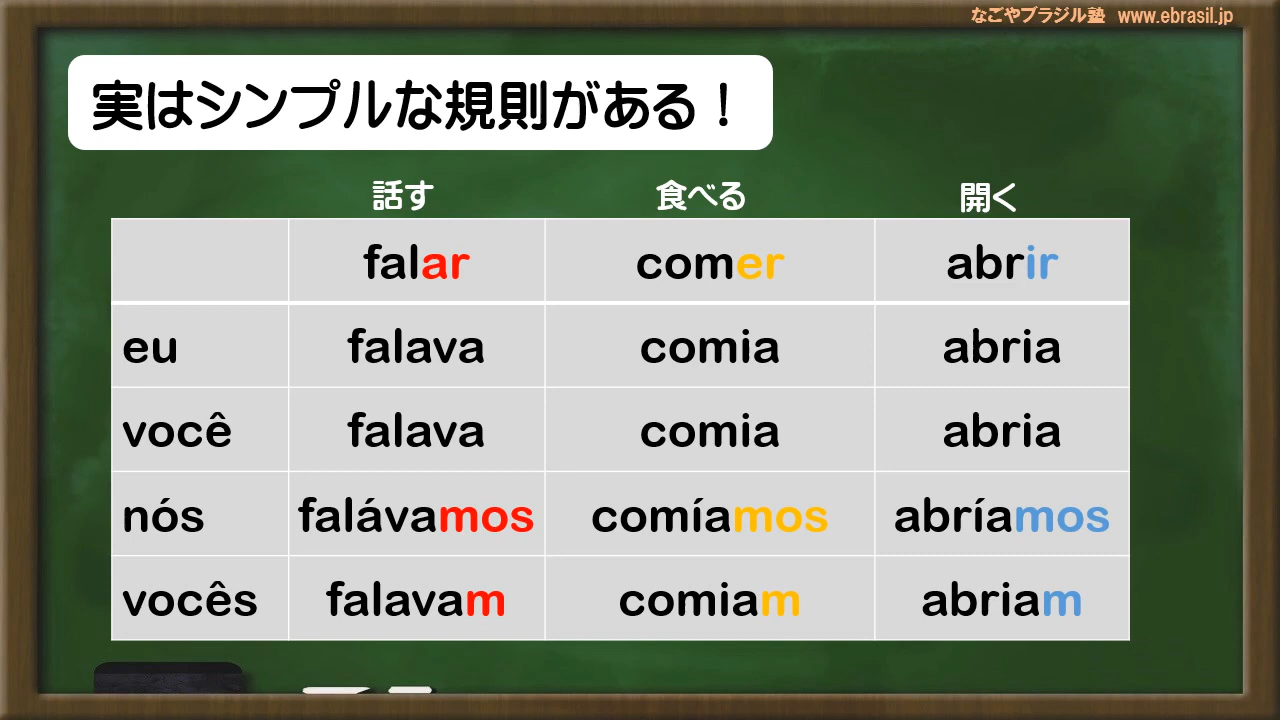 なごやブラジル塾 www.ebrasil.jp
実はシンプルな規則がある！
話す 食べる 開く
falar comer abrir
eu falava comia abria
você falava comia abria
nós falávamos comíamos abríamos
vocês falavam comiam abriam